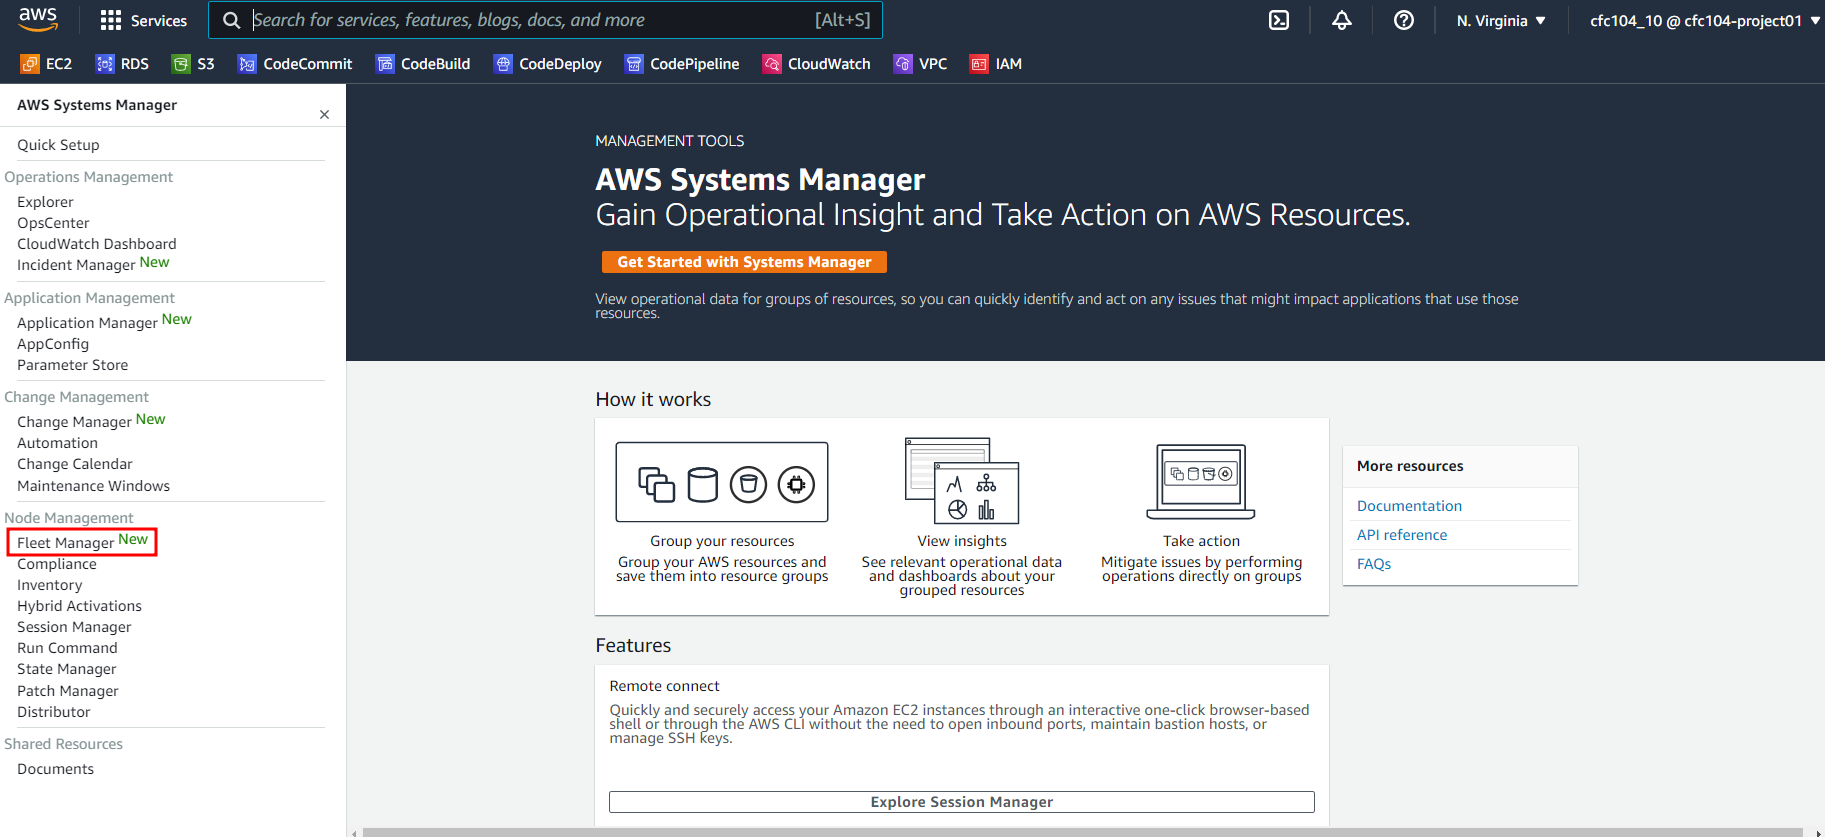 aws
Services
Search for services, features, blogs, docs, and more
[Alt+S]
N. Virginia ▼
cfc104_10 @ cfc104-project01 ▼
EC2
RDS
S3
CodeCommit
CodeBuild
CodeDeploy
CodePipeline
CloudWatch
VPC
IAM
AWS Systems Manager
Quick Setup
Operations Management
Explorer
OpsCenter
CloudWatch Dashboard
Incident Manager New
Application Management
Application Manager New
AppConfig
Parameter Store
Change Management
Change Manager New
Automation
Change Calendar
Maintenance Windows
Node Management
Fleet Manager New
Compliance
Inventory
Hybrid Activations
Session Manager
Run Command
State Manager
Patch Manager
Distributor
Shared Resources
Documents
MANAGEMENT TOOLS
AWS Systems Manager
Gain Operational Insight and Take Action on AWS Resources.
Get Started with Systems Manager
View operational data for groups of resources, so you can quickly identify and act on any issues that might impact applications that use those
resources.
How it works
Group your resources
Group your AWS resources and
save them into resource groups
View insights
See relevant operational data
and dashboards about your
grouped resources
Take action
Mitigate issues by performing
operations directly on groups
More resources
Documentation
API reference
FAQs
Features
Remote connect
Quickly and securely access your Amazon EC2 instances through an interactive one-click browser-based
shell or through the AWS CLI without the need to open inbound ports, maintain bastion hosts, or
manage SSH keys.
Explore Session Manager